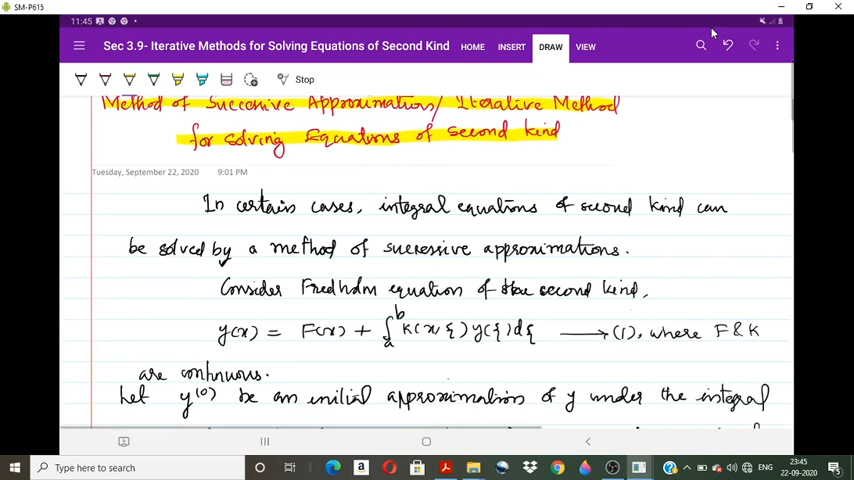 SM-P615
11:45
Sec 3.9- Iterative Methods for Solving Equations of Second Kind HOME INSERT DRAW VIEW
Stop
Method of Successive Approximation/ Iterative Method
for solving Equations of second kind
Tuesday, September 22, 2020 9:01 PM
In certain cases, integral equations of second kind can
be solved by a method of successive approximations.
Consider Fredholm equation of the second kind,
y(x) = F(x) + ∫ₐᵇ K(x, ξ) y(ξ) dξ ⟶ (1), where F & K
are continuous.
Let y⁽⁰⁾ be an initial approximation of y under the integral
Type here to search
ENG
23:45
22-09-2020